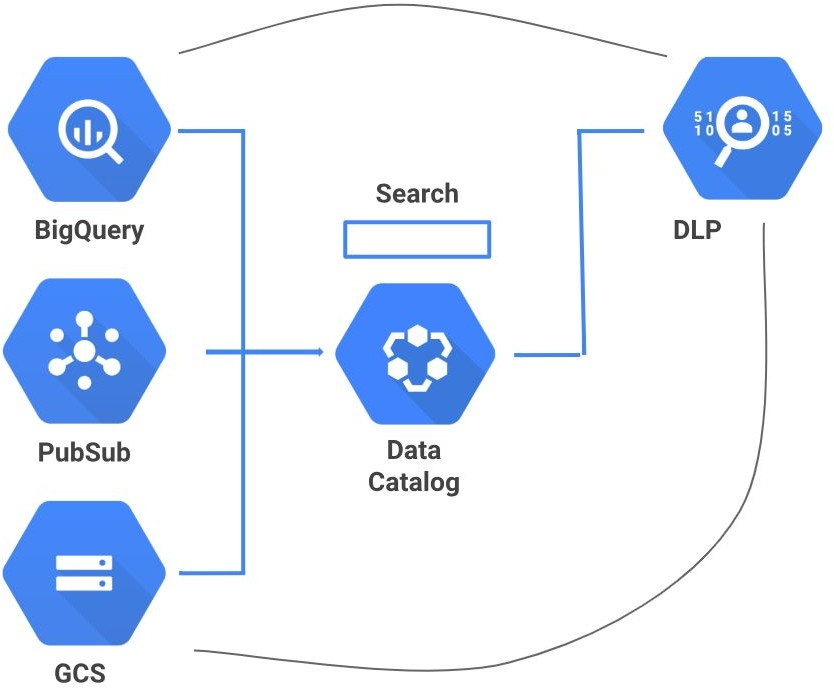 BigQuery
PubSub
GCS
Search
Data
Catalog
51 15
10 05
DLP